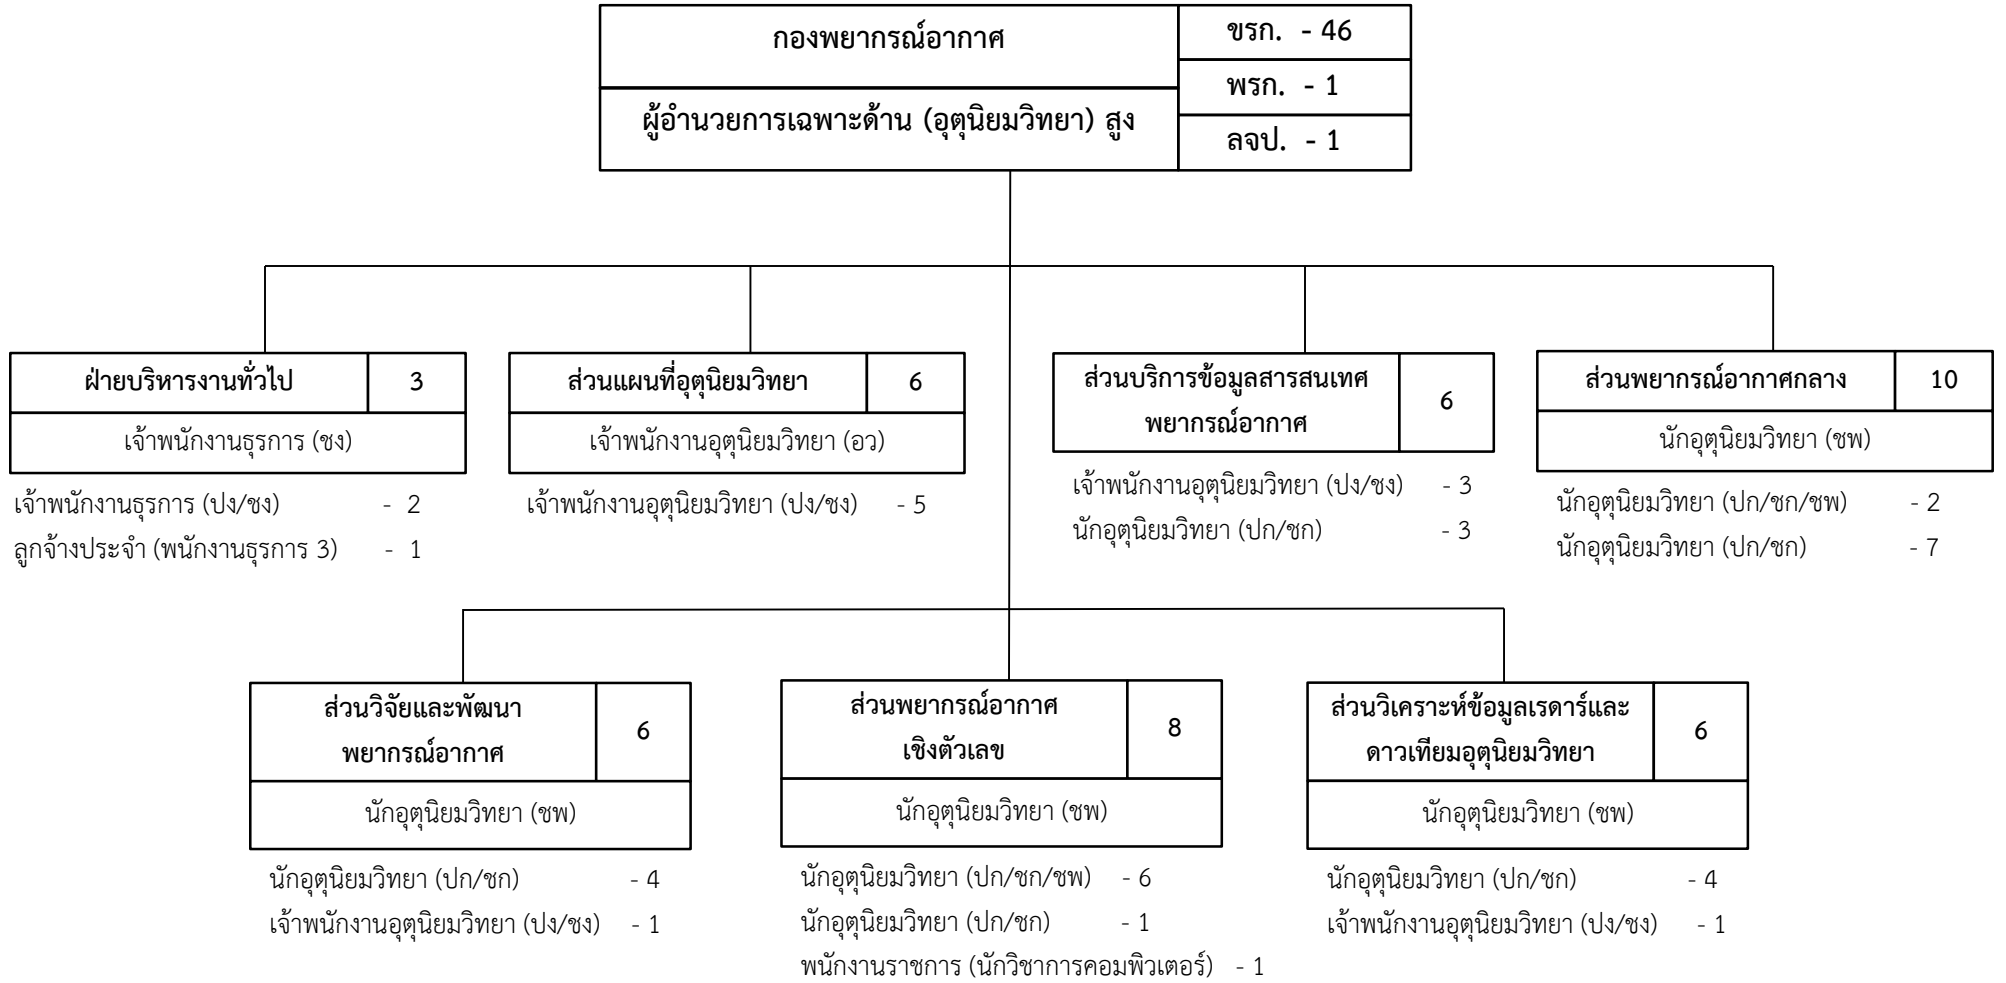 กองพยากรณ์อากาศ
ผู้อำนวยการเฉพาะด้าน (อุตุนิยมวิทยา) สูง
ขรก. - 46
พรก. - 1
ลจป. - 1
ฝ่ายบริหารงานทั่วไป 3
เจ้าพนักงานธุรการ (ชง)
เจ้าพนักงานธุรการ (ปง/ชง) - 2
ลูกจ้างประจำ (พนักงานธุรการ 3) - 1
ส่วนแผนที่อุตุนิยมวิทยา 6
เจ้าพนักงานอุตุนิยมวิทยา (อว)
เจ้าพนักงานอุตุนิยมวิทยา (ปง/ชง) - 5
ส่วนบริการข้อมูลสารสนเทศ
พยากรณ์อากาศ
6
เจ้าพนักงานอุตุนิยมวิทยา (ปง/ชง) - 3
นักอุตุนิยมวิทยา (ปก/ชก) - 3
ส่วนพยากรณ์อากาศกลาง 10
นักอุตุนิยมวิทยา (ชพ)
นักอุตุนิยมวิทยา (ปก/ชก/ชพ) - 2
นักอุตุนิยมวิทยา (ปก/ชก) - 7
ส่วนวิจัยและพัฒนา
พยากรณ์อากาศ
6
นักอุตุนิยมวิทยา (ชพ)
นักอุตุนิยมวิทยา (ปก/ชก) - 4
เจ้าพนักงานอุตุนิยมวิทยา (ปง/ชง) - 1
ส่วนพยากรณ์อากาศ
เชิงตัวเลข
8
นักอุตุนิยมวิทยา (ชพ)
นักอุตุนิยมวิทยา (ปก/ชก/ชพ) - 6
นักอุตุนิยมวิทยา (ปก/ชก) - 1
พนักงานราชการ (นักวิชาการคอมพิวเตอร์) - 1
ส่วนวิเคราะห์ข้อมูลเรดาร์และ
ดาวเทียมอุตุนิยมวิทยา
6
นักอุตุนิยมวิทยา (ชพ)
นักอุตุนิยมวิทยา (ปก/ชก) - 4
เจ้าพนักงานอุตุนิยมวิทยา (ปง/ชง) - 1